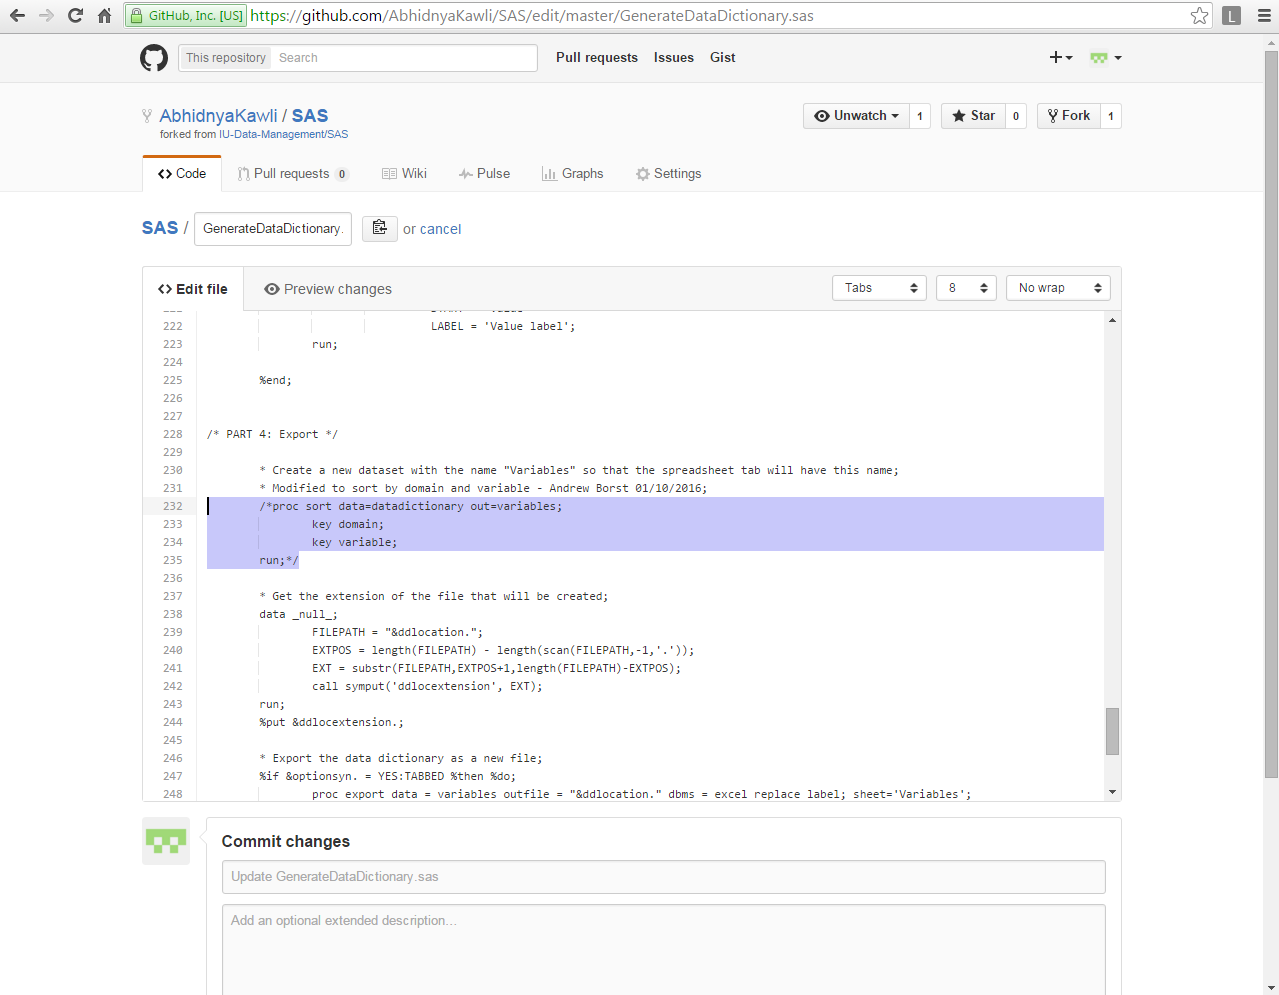 GitHub, Inc. [US] https://github.com/AbhidnyaKawli/SAS/edit/master/GenerateDataDictionary.sas L
This repository Search Pull requests Issues Gist
AbhidnyaKawli / SAS Unwatch 1 Star 0 Fork 1
forked from IU-Data-Management/SAS
Code Pull requests 0 Wiki Pulse Graphs Settings
SAS / GenerateDataDictionary. or cancel
Edit file Preview changes Tabs 8 No wrap
222 LABEL = 'Value label';
223 run;
224
225 %end;
226
227
228 /* PART 4: Export */
229
230 * Create a new dataset with the name "Variables" so that the spreadsheet tab will have this name;
231 * Modified to sort by domain and variable - Andrew Borst 01/10/2016;
232 /*proc sort data=datadictionary out=variables;
233 key domain;
234 key variable;
235 run;*/
236
237 * Get the extension of the file that will be created;
238 data _null_;
239 FILEPATH = "&ddlocation.";
240 EXTPOS = length(FILEPATH) - length(scan(FILEPATH,-1,'.'));
241 EXT = substr(FILEPATH,EXTPOS+1,length(FILEPATH)-EXTPOS);
242 call symput('ddlocextension', EXT);
243 run;
244 %put &ddlocextension.;
245
246 * Export the data dictionary as a new file;
247 %if &optionsyn. = YES:TABBED %then %do;
248 proc export data = variables outfile = "&ddlocation." dbms = excel replace label; sheet='Variables';
Commit changes
Update GenerateDataDictionary.sas
Add an optional extended description...